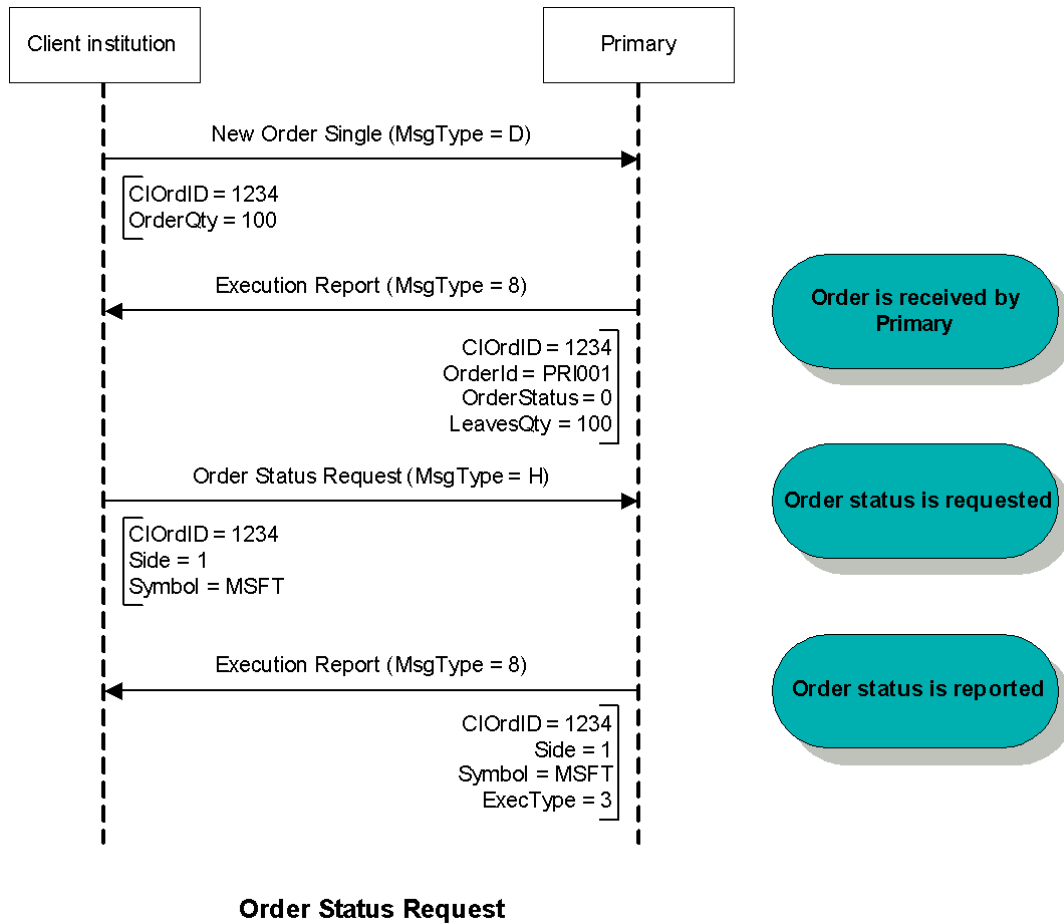 Client institution
Primary
New Order Single (MsgType = D)
ClOrdID = 1234
OrderQty = 100
Execution Report (MsgType = 8)
Order is received by
Primary
ClOrdID = 1234
OrderId = PRI001
OrderStatus = 0
LeavesQty = 100
Order Status Request (MsgType = H)
Order status is requested
ClOrdID = 1234
Side = 1
Symbol = MSFT
Execution Report (MsgType = 8)
Order status is reported
ClOrdID = 1234
Side = 1
Symbol = MSFT
ExecType = 3
Order Status Request